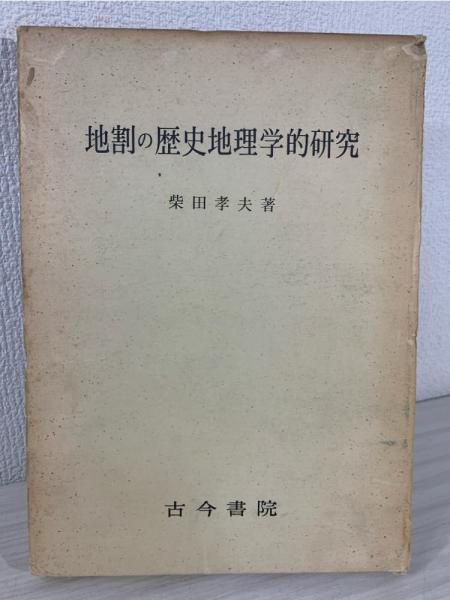 地割の歴史地理学的研究
柴田孝夫著
古今書院